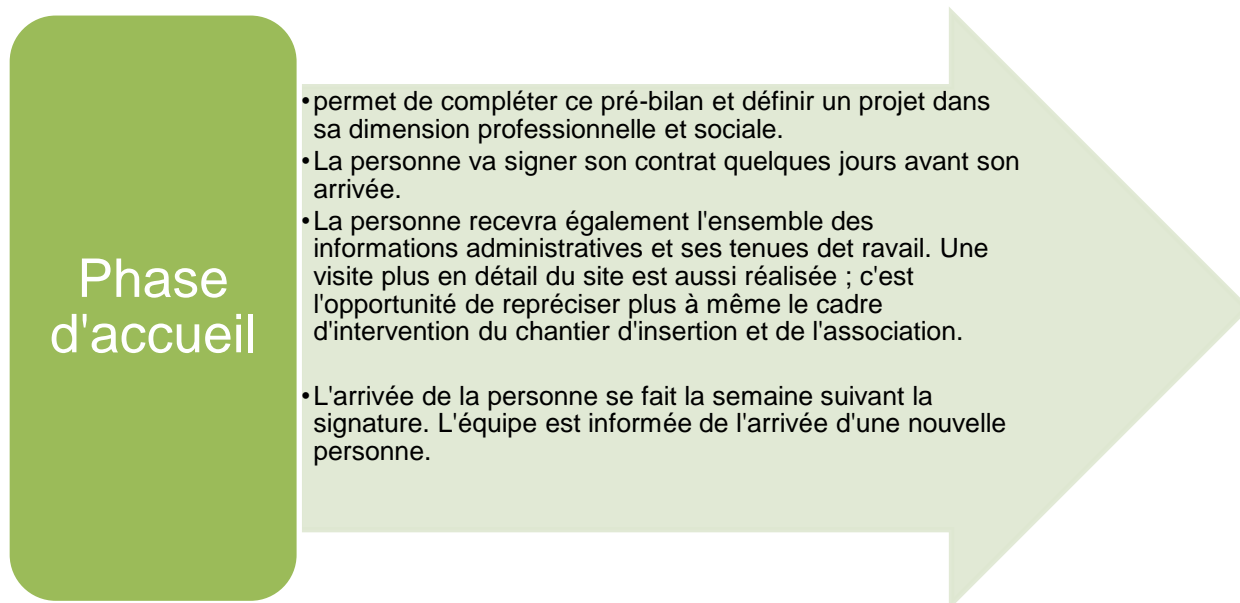 Phase
d'accueil
•permet de compléter ce pré-bilan et définir un projet dans
sa dimension professionnelle et sociale.
•La personne va signer son contrat quelques jours avant son
arrivée.
•La personne recevra également l'ensemble des
informations administratives et ses tenues det ravail. Une
visite plus en détail du site est aussi réalisée ; c'est
l'opportunité de repréciser plus à même le cadre
d'intervention du chantier d'insertion et de l'association.
•L'arrivée de la personne se fait la semaine suivant la
signature. L'équipe est informée de l'arrivée d'une nouvelle
personne.